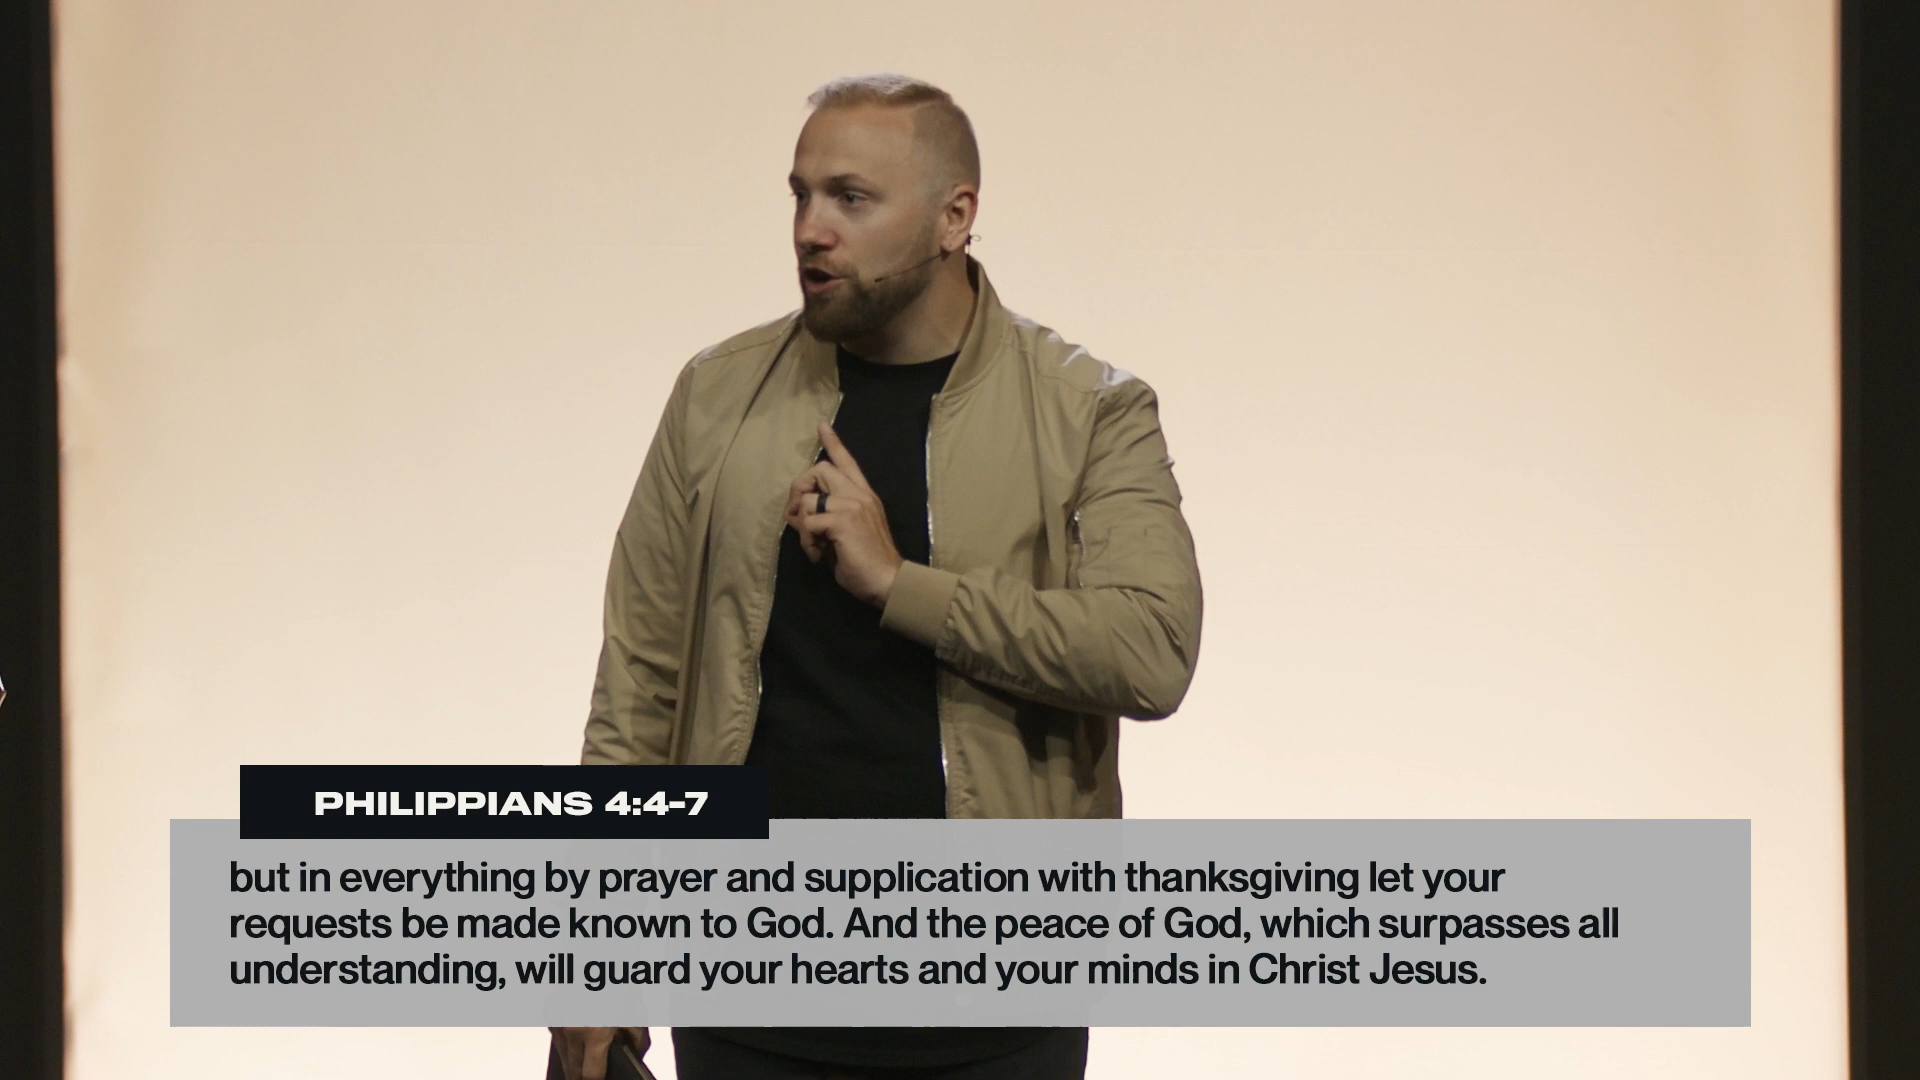 PHILIPPIANS 4:4-7
but in everything by prayer and supplication with thanksgiving let your
requests be made known to God. And the peace of God, which surpasses all
understanding, will guard your hearts and your minds in Christ Jesus.